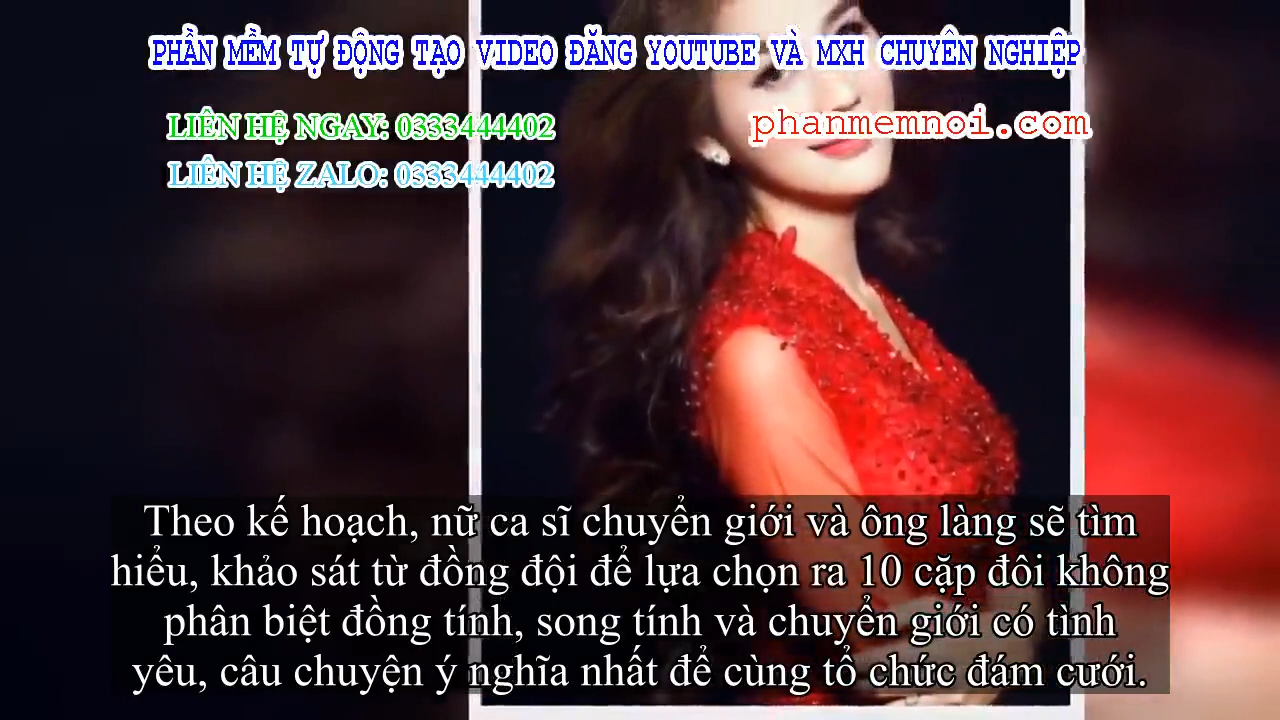 PHẦN MỀM TỰ ĐỘNG TẠO VIDEO ĐĂNG YOUTUBE VÀ MXH CHUYÊN NGHIỆP
LIÊN HỆ NGAY: 0333444402
phanmemnoi.com
LIÊN HỆ ZALO: 0333444402
Theo kế hoạch, nữ ca sĩ chuyển giới và ông làng sẽ tìm
hiểu, khảo sát từ đồng đội để lựa chọn ra 10 cặp đôi không
phân biệt đồng tính, song tính và chuyển giới có tình
yêu, câu chuyện ý nghĩa nhất để cùng tổ chức đám cưới.